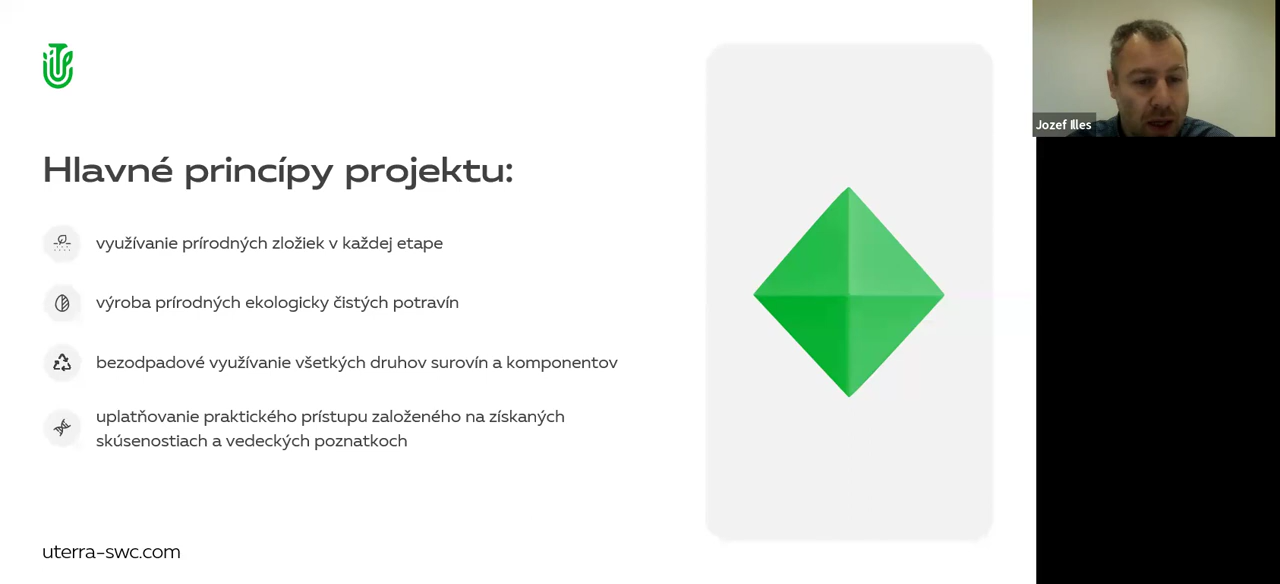 Hlavné princípy projektu:
využívanie prírodných zložiek v každej etape
výroba prírodných ekologicky čistých potravín
bezodpadové využívanie všetkých druhov surovín a komponentov
uplatňovanie praktického prístupu založeného na získaných
skúsenostiach a vedeckých poznatkoch
uterra-swc.com
Jozef Illes